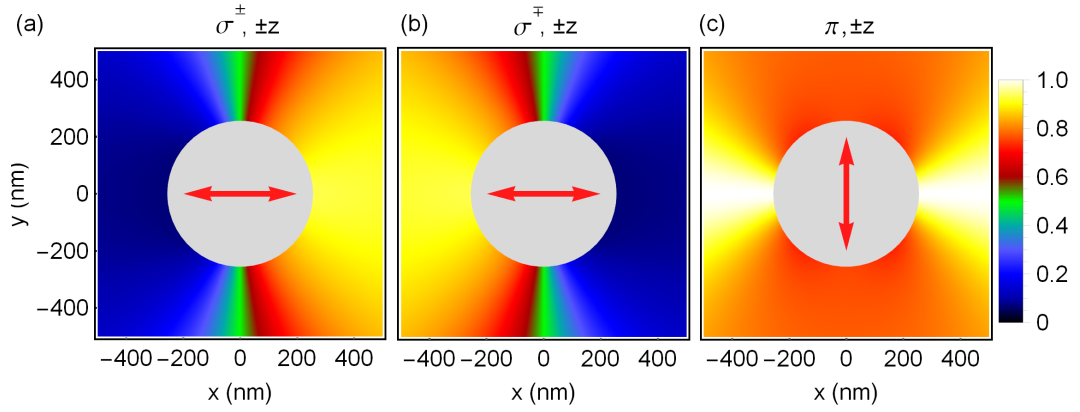 (a) σ±, ±z
(b) σ∓, ±z
(c) π, ±z
y (nm)
400
200
0
−200
−400
−400 −200 0 200 400
−400 −200 0 200 400
−400 −200 0 200 400
x (nm)
x (nm)
x (nm)
1.0
0.8
0.6
0.4
0.2
0